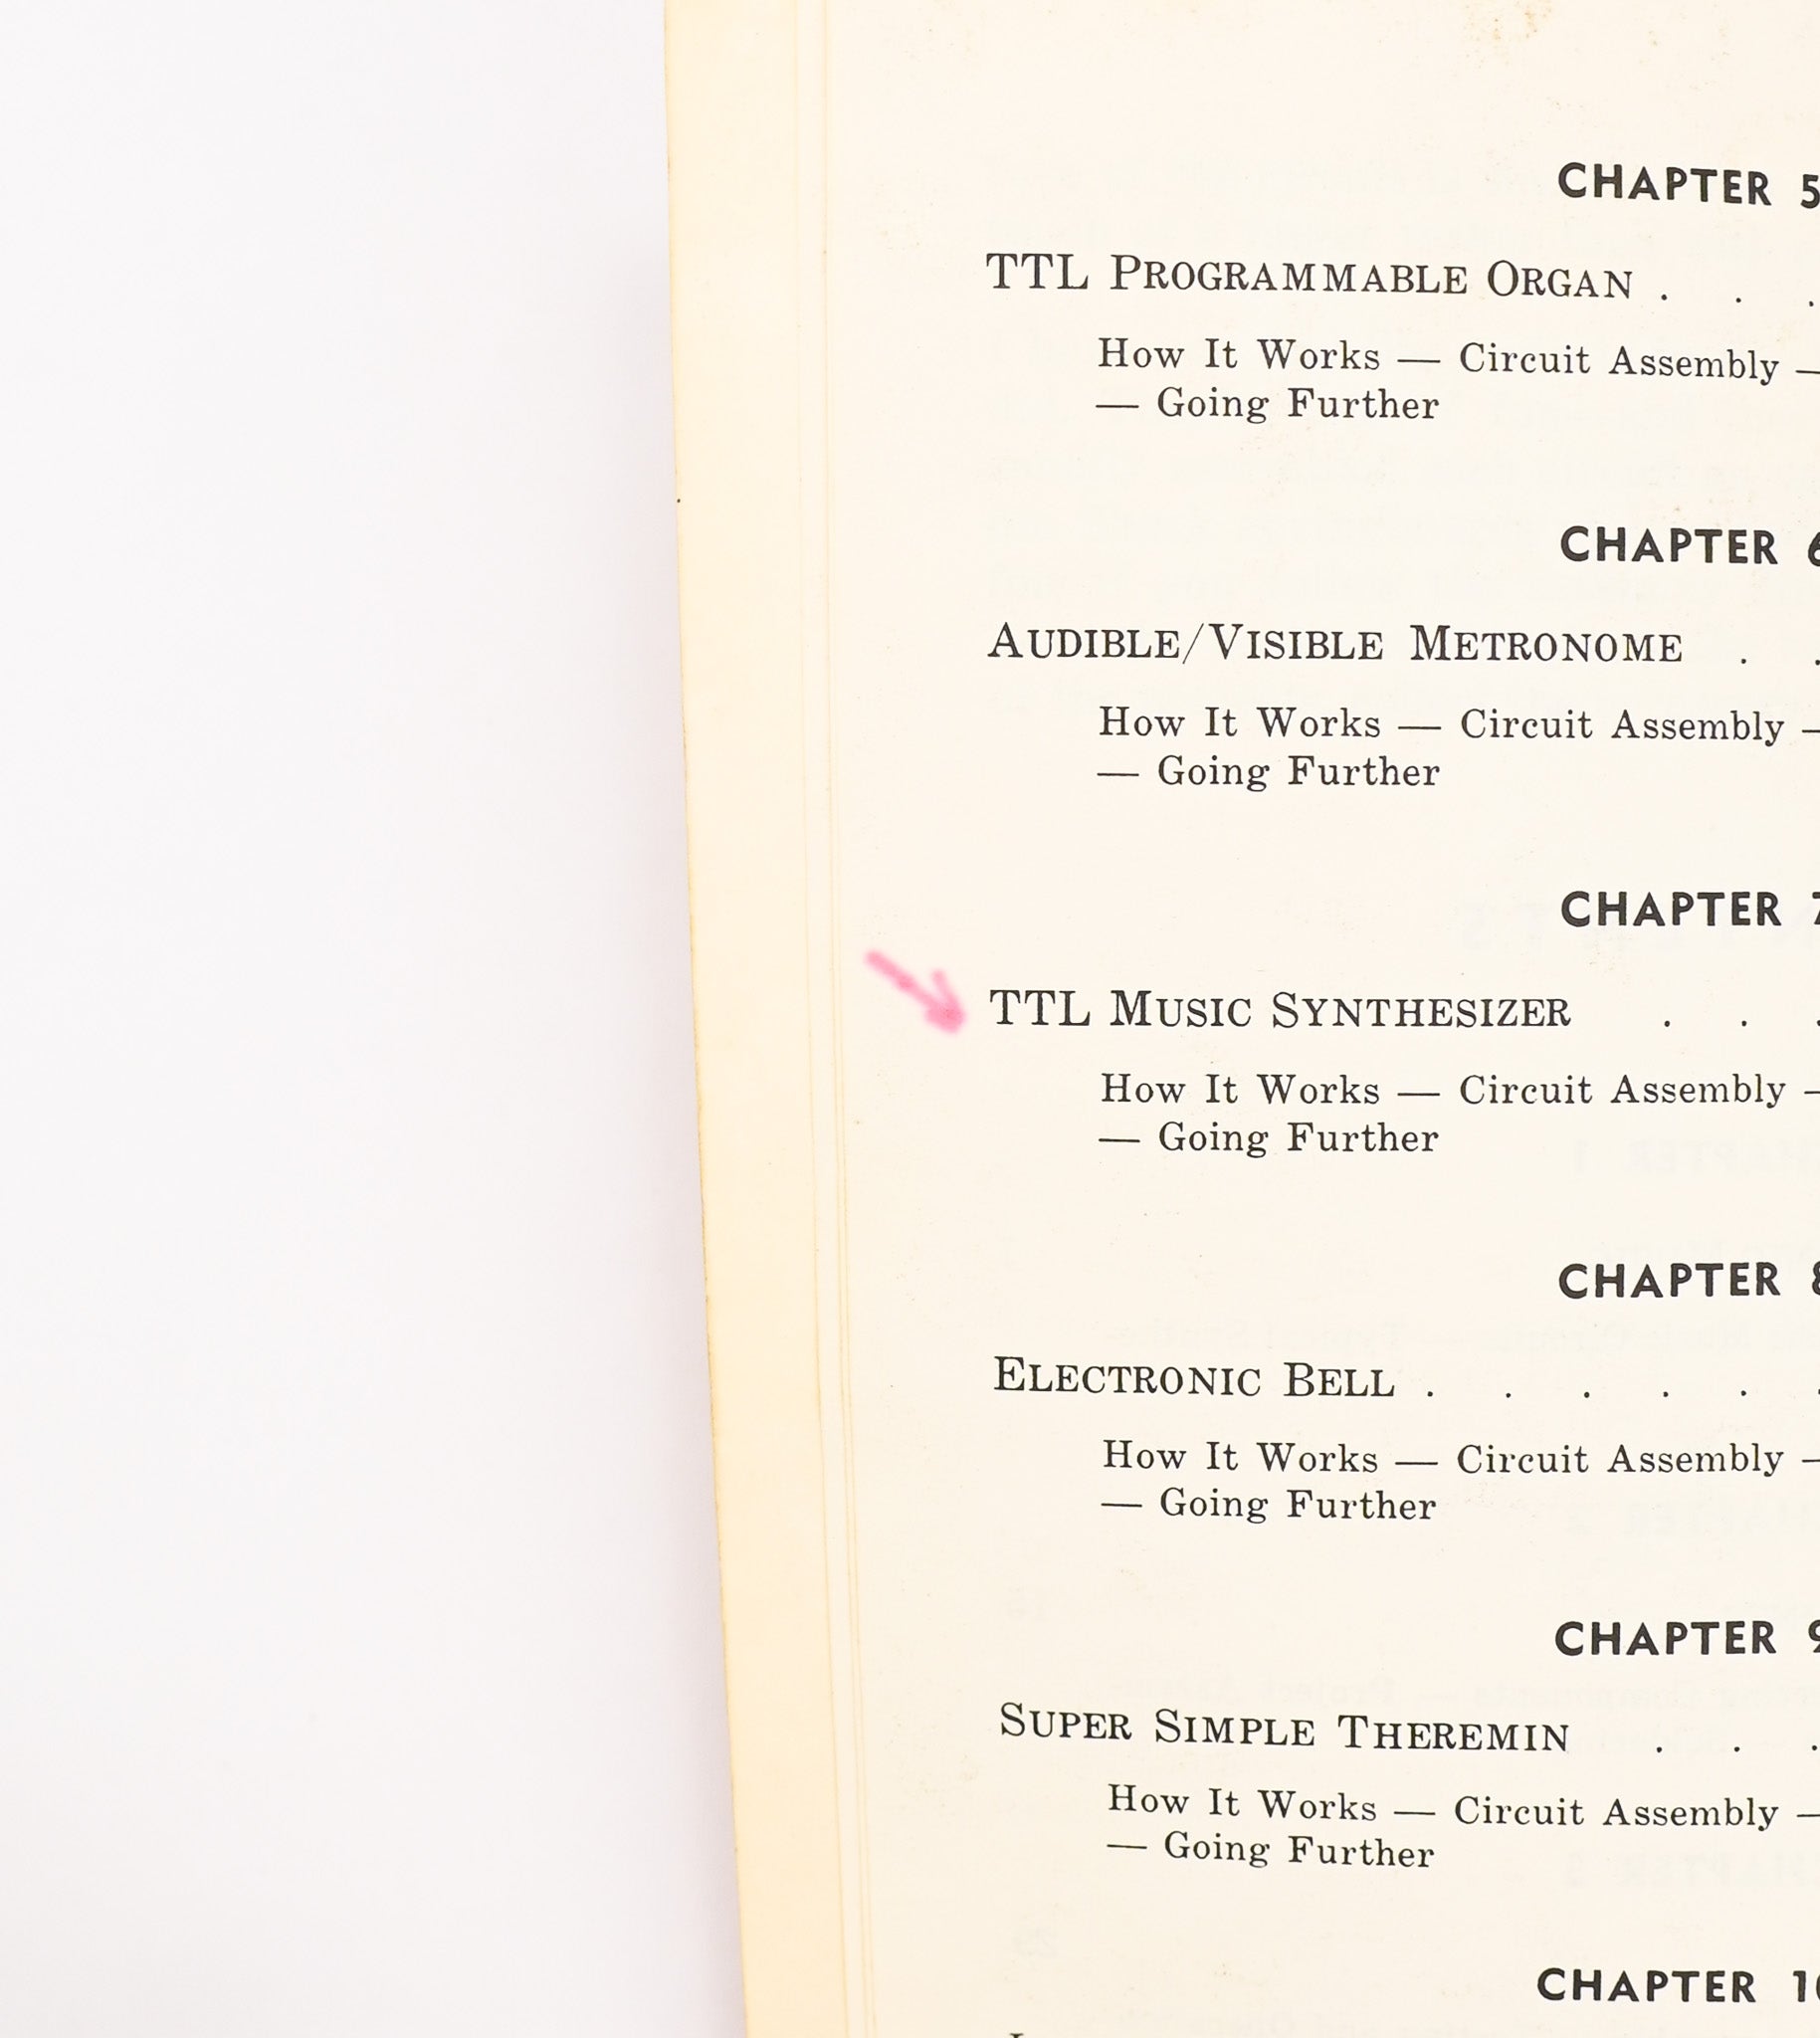 CHAPTER 5
TTL PROGRAMMABLE ORGAN . . .
How It Works — Circuit Assembly —
— Going Further
CHAPTER 6
AUDIBLE/VISIBLE METRONOME . .
How It Works — Circuit Assembly —
— Going Further
CHAPTER 7
TTL MUSIC SYNTHESIZER . . .
How It Works — Circuit Assembly —
— Going Further
CHAPTER 8
ELECTRONIC BELL . . . . . .
How It Works — Circuit Assembly —
— Going Further
CHAPTER 9
SUPER SIMPLE THEREMIN . . .
How It Works — Circuit Assembly —
— Going Further
CHAPTER 10